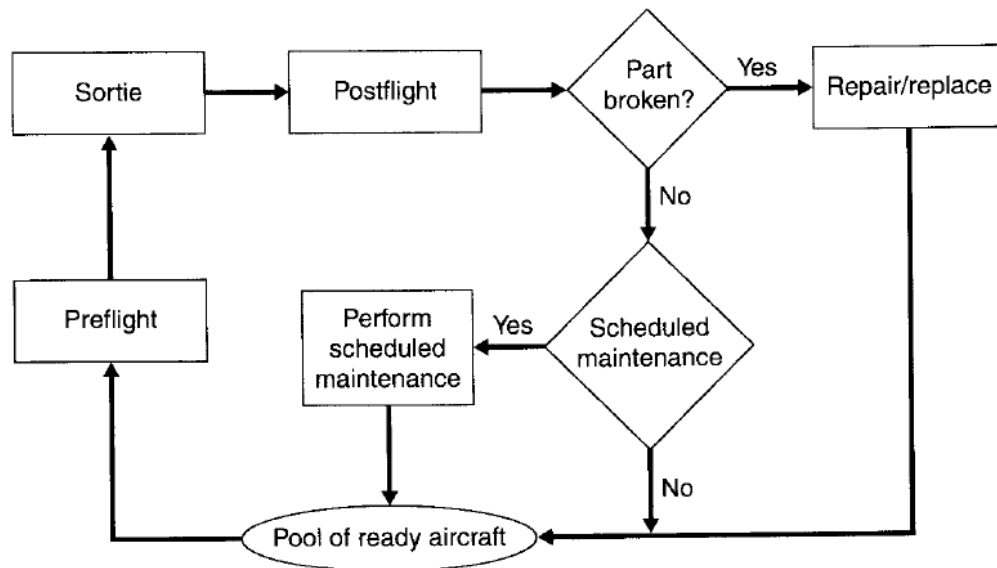 Sortie
Postflight
Part
broken?
Yes
Repair/replace
No
Preflight
Perform
scheduled
maintenance
Yes
Scheduled
maintenance
No
Pool of ready aircraft